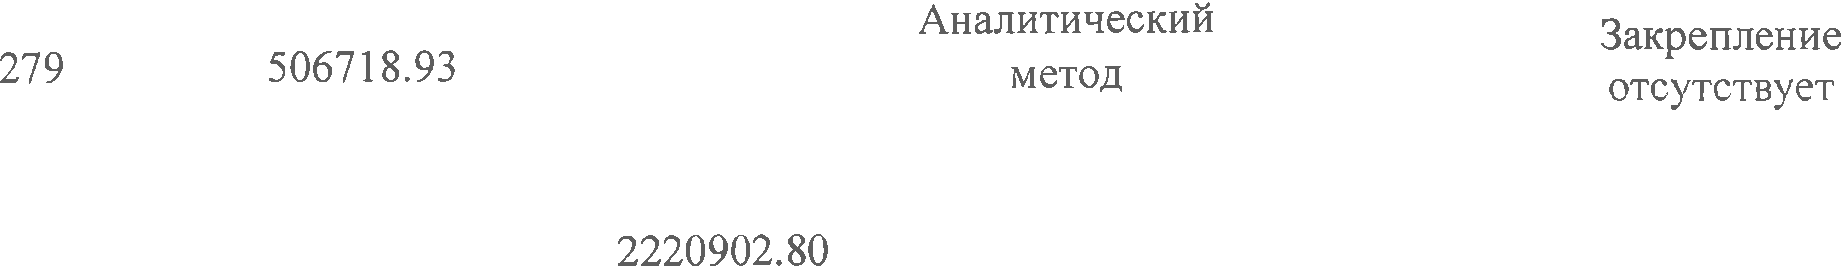 279
506718.93
Аналитический
метод
Закрепление
отсутствует
2220902.80